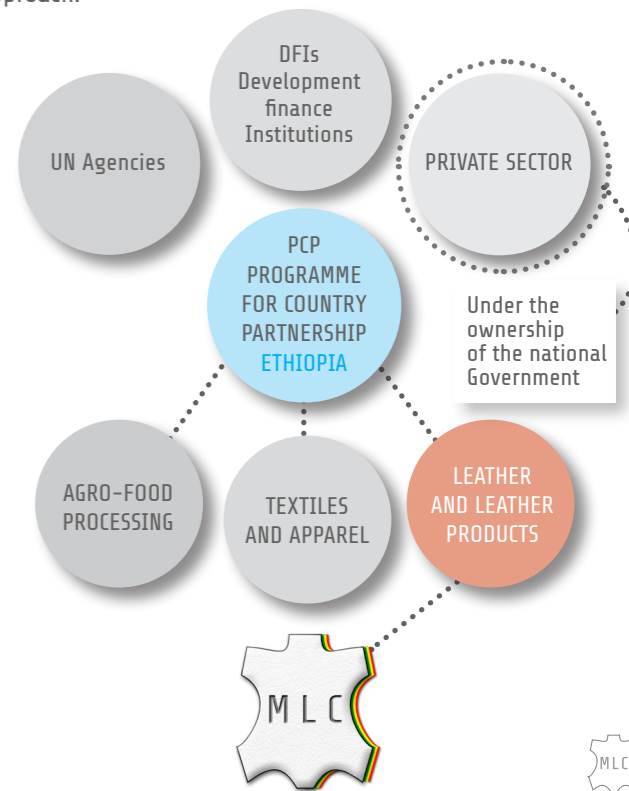 DFIs
Development
finance
Institutions
UN Agencies
PRIVATE SECTOR
PCP
PROGRAMME
FOR COUNTRY
PARTNERSHIP
ETHIOPIA
Under the
ownership
of the national
Government
AGRO-FOOD
PROCESSING
TEXTILES
AND APPAREL
LEATHER
AND LEATHER
PRODUCTS
MLC
MLC